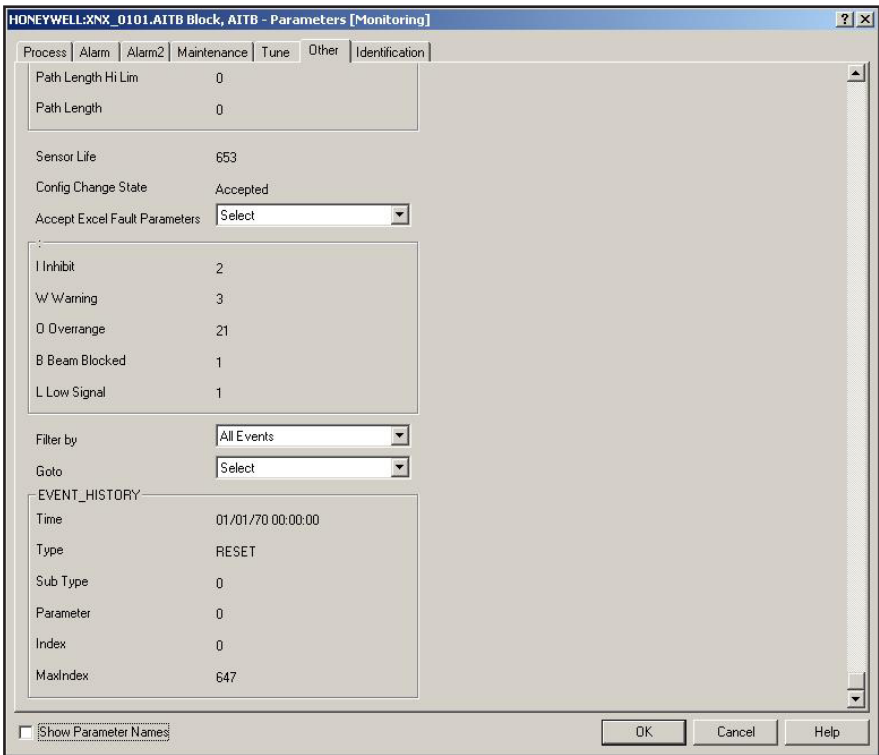 HONEYWELL:XNX_0101.AITB Block, AITB - Parameters [Monitoring]
Process Alarm Alarm2 Maintenance Tune Other Identification
Path Length Hi Lim 0
Path Length 0
Sensor Life 653
Config Change State Accepted
Accept Excel Fault Parameters Select
:
I Inhibit 2
W Warning 3
O Overrange 21
B Beam Blocked 1
L Low Signal 1
Filter by All Events
Goto Select
EVENT_HISTORY
Time 01/01/70 00:00:00
Type RESET
Sub Type 0
Parameter 0
Index 0
MaxIndex 647
Show Parameter Names OK Cancel Help